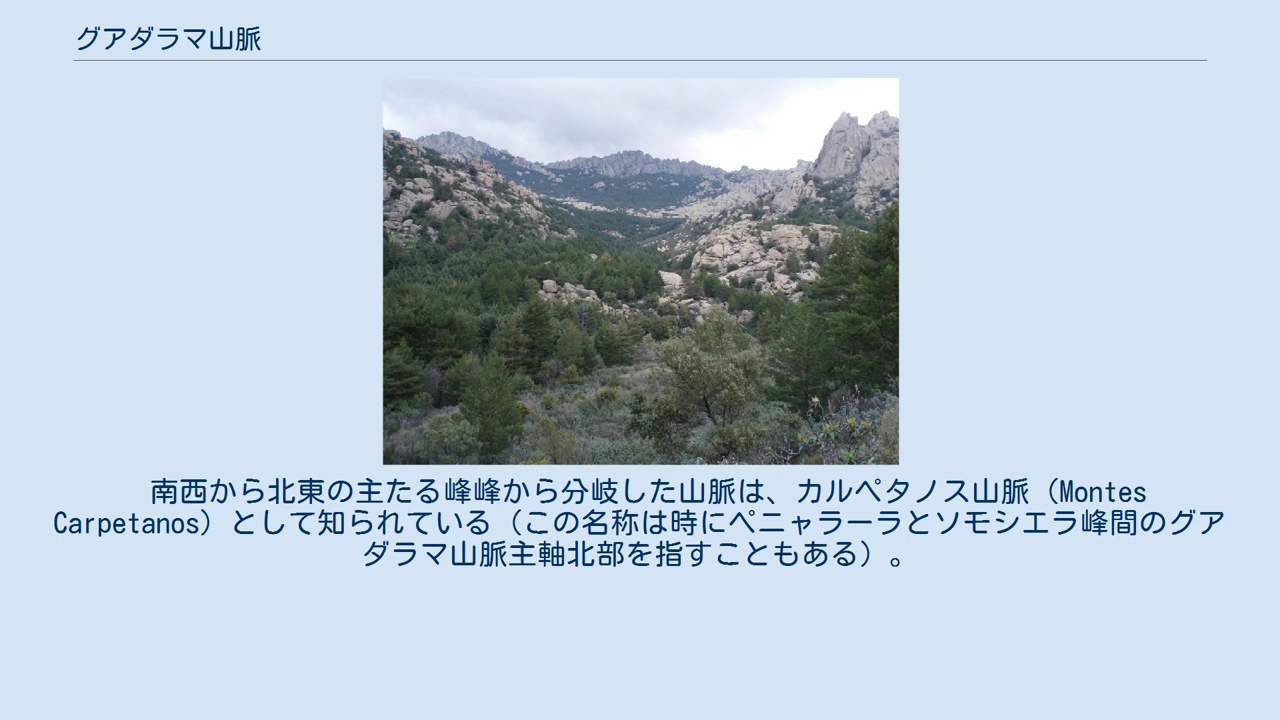 グアダラマ山脈
南西から北東の主たる峰峰から分岐した山脈は、カルペタノス山脈（Montes
Carpetanos）として知られている（この名称は時にペニャラーラとソモシエラ峰間のグア
ダラマ山脈主軸北部を指すこともある）。